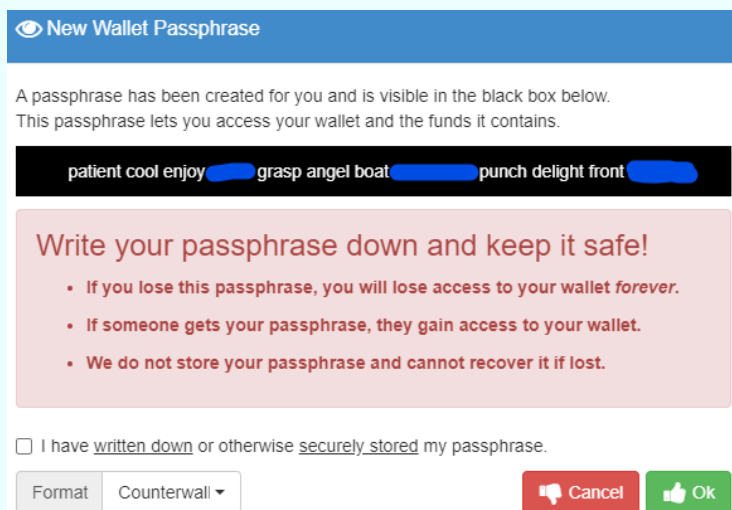 New Wallet Passphrase
A passphrase has been created for you and is visible in the black box below.
This passphrase lets you access your wallet and the funds it contains.
patient cool enjoy grasp angel boat punch delight front
Write your passphrase down and keep it safe!
• If you lose this passphrase, you will lose access to your wallet forever.
• If someone gets your passphrase, they gain access to your wallet.
• We do not store your passphrase and cannot recover it if lost.
I have written down or otherwise securely stored my passphrase.
Format Counterwall Cancel Ok